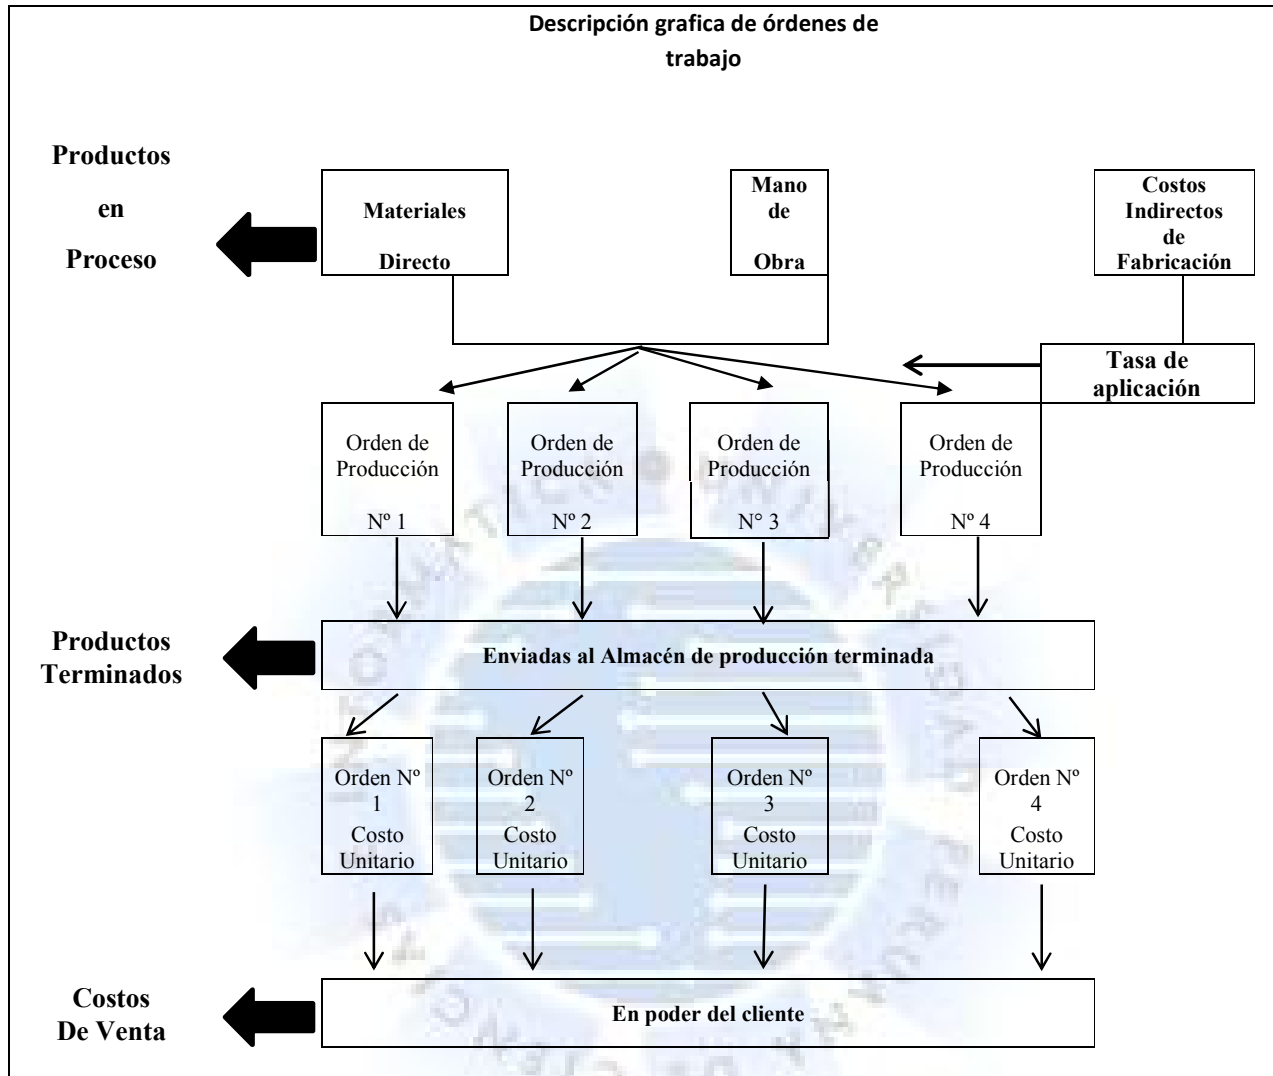 Descripción grafica de órdenes de
trabajo
Productos
en
Proceso
Materiales
Directo
Mano
de
Obra
Costos
Indirectos
de
Fabricación
Tasa de
aplicación
Orden de
Producción
Nº 1
Orden de
Producción
Nº 2
Orden de
Producción
N° 3
Orden de
Producción
Nº 4
Productos
Terminados
Enviadas al Almacén de producción terminada
Orden Nº
1
Costo
Unitario
Orden Nº
2
Costo
Unitario
Orden Nº
3
Costo
Unitario
Orden Nº
4
Costo
Unitario
Costos
De Venta
En poder del cliente